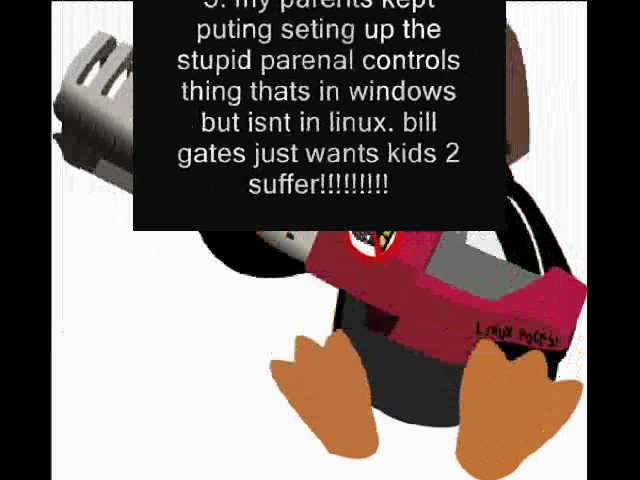 5. my parents kept
puting seting up the
stupid parenal controls
thing thats in windows
but isnt in linux. bill
gates just wants kids 2
suffer!!!!!!!!!
LINUX ROCKS!